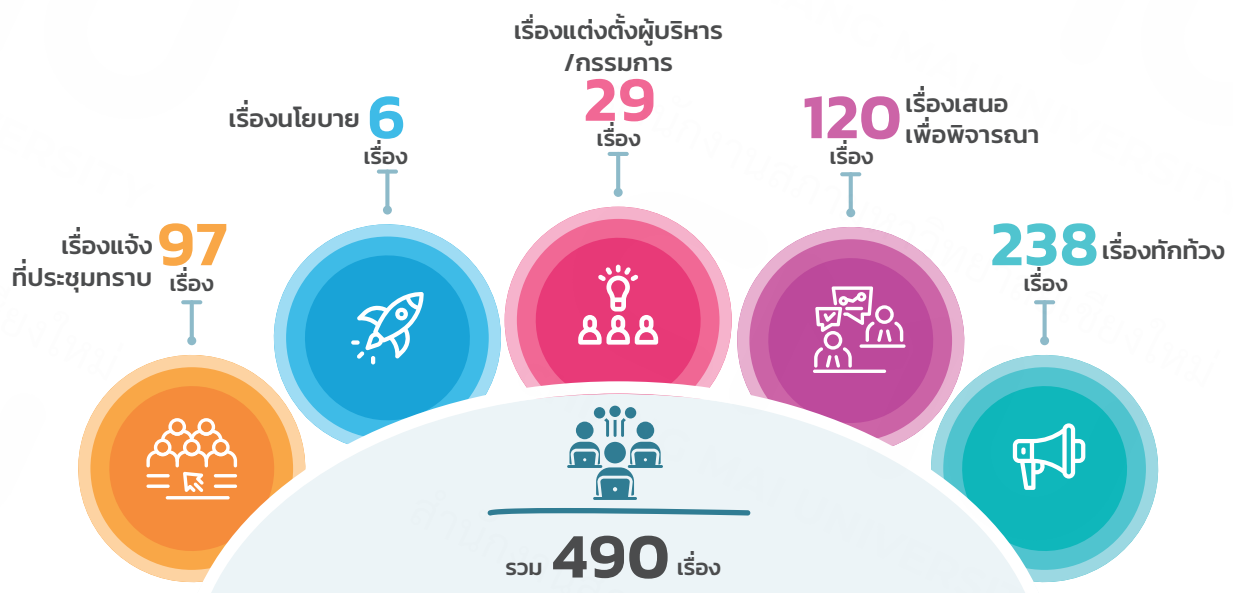 เรื่องแจ้ง 97
ที่ประชุมทราบ เรื่อง
เรื่องนโยบาย 6
เรื่อง
เรื่องแต่งตั้งผู้บริหาร
/กรรมการ
29
เรื่อง
120 เรื่องเสนอ
เพื่อพิจารณา
เรื่อง
238 เรื่องทักท้วง
เรื่อง
รวม 490 เรื่อง